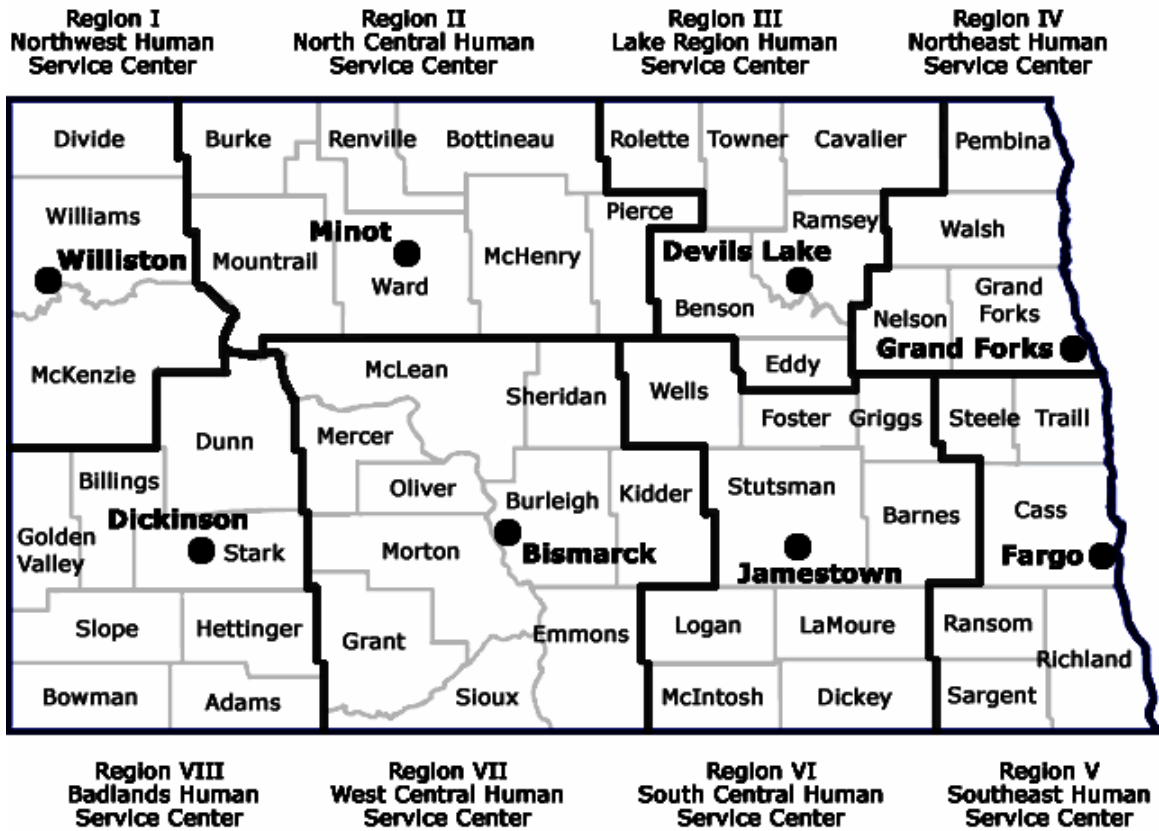 Region I
Northwest Human
Service Center
Region II
North Central Human
Service Center
Region III
Lake Region Human
Service Center
Region IV
Northeast Human
Service Center
Divide
Burke
Renville
Bottineau
Rolette
Towner
Cavalier
Pembina
Williams
Pierce
Ramsey
Walsh
Minot
Williston
Mountrail
McHenry
Devils Lake
Ward
Benson
Nelson
Grand
Forks
Grand Forks
McKenzie
McLean
Eddy
Sheridan
Wells
Foster
Griggs
Steele
Traill
Dunn
Mercer
Billings
Oliver
Burleigh
Kidder
Stutsman
Barnes
Cass
Dickinson
Golden
Valley
Stark
Morton
Bismarck
Jamestown
Fargo
Slope
Hettinger
Grant
Emmons
Logan
LaMoure
Ransom
Richland
Bowman
Adams
Sioux
McIntosh
Dickey
Sargent
Region VIII
Badlands Human
Service Center
Region VII
West Central Human
Service Center
Region VI
South Central Human
Service Center
Region V
Southeast Human
Service Center